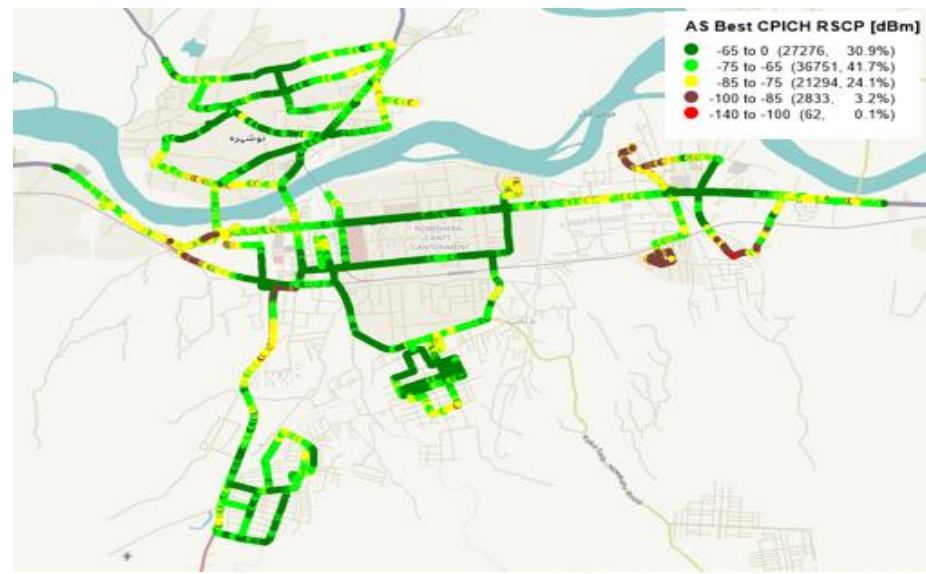 AS Best CPICH RSCP [dBm]
-65 to 0 (27276, 30.9%)
-75 to -65 (36751, 41.7%)
-85 to -75 (21294, 24.1%)
-100 to -85 (2833, 3.2%)
-140 to -100 (62, 0.1%)
نوشہرہ
NOWSHERA
CANTT
CANTONMENT